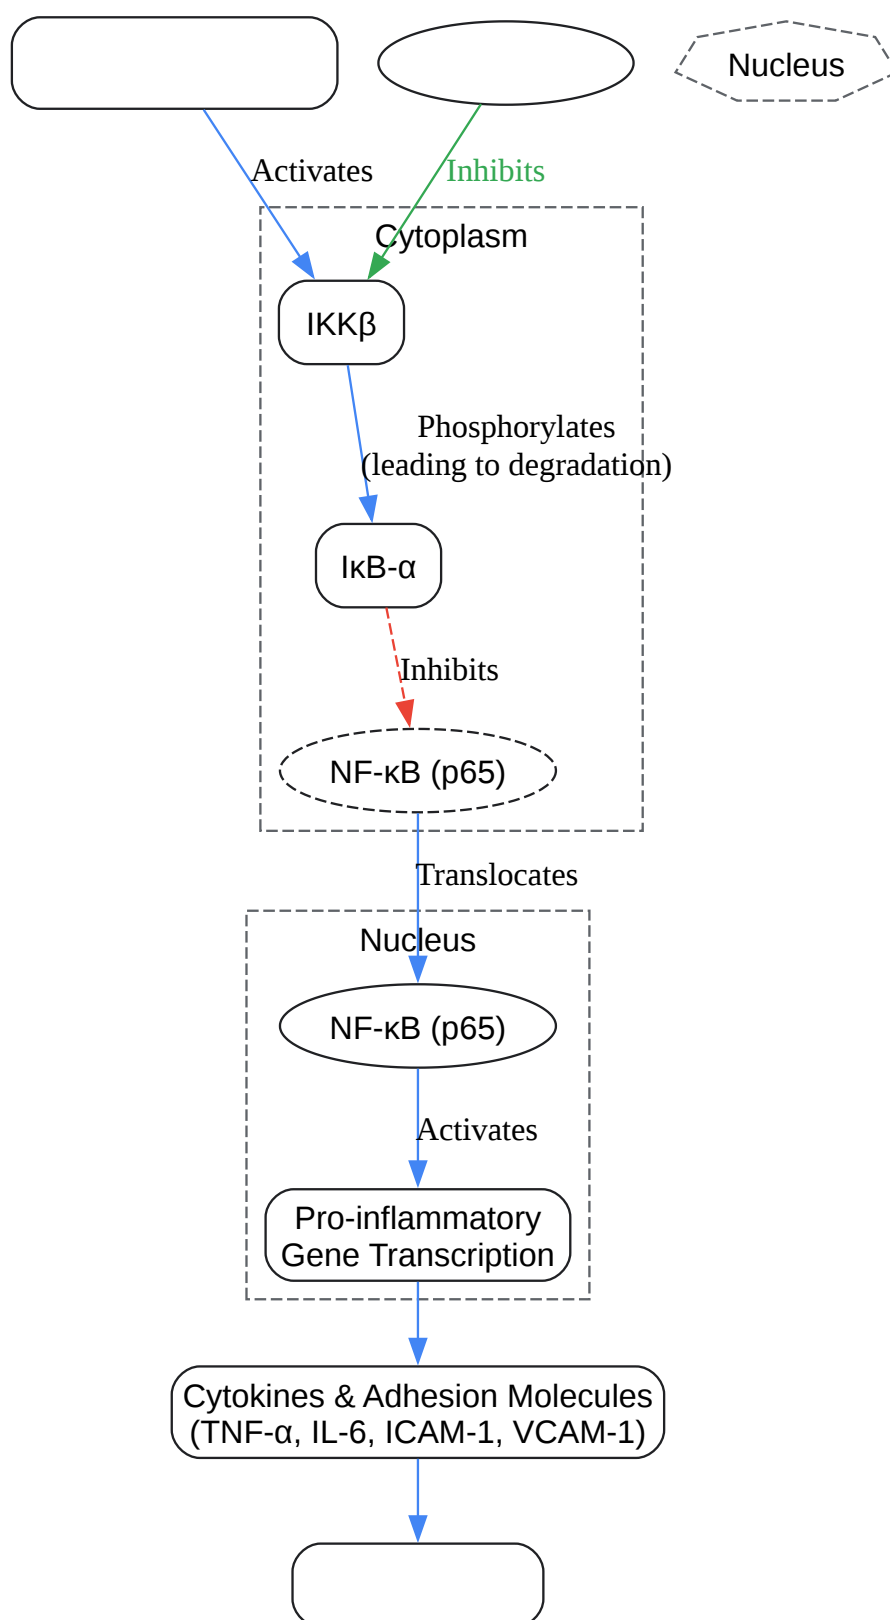 Nucleus
Activates
Inhibits
Cytoplasm
IKKβ
Phosphorylates
(leading to degradation)
IκB-α
Inhibits
NF-κB (p65)
Translocates
Nucleus
NF-κB (p65)
Activates
Pro-inflammatory
Gene Transcription
Cytokines & Adhesion Molecules
(TNF-α, IL-6, ICAM-1, VCAM-1)